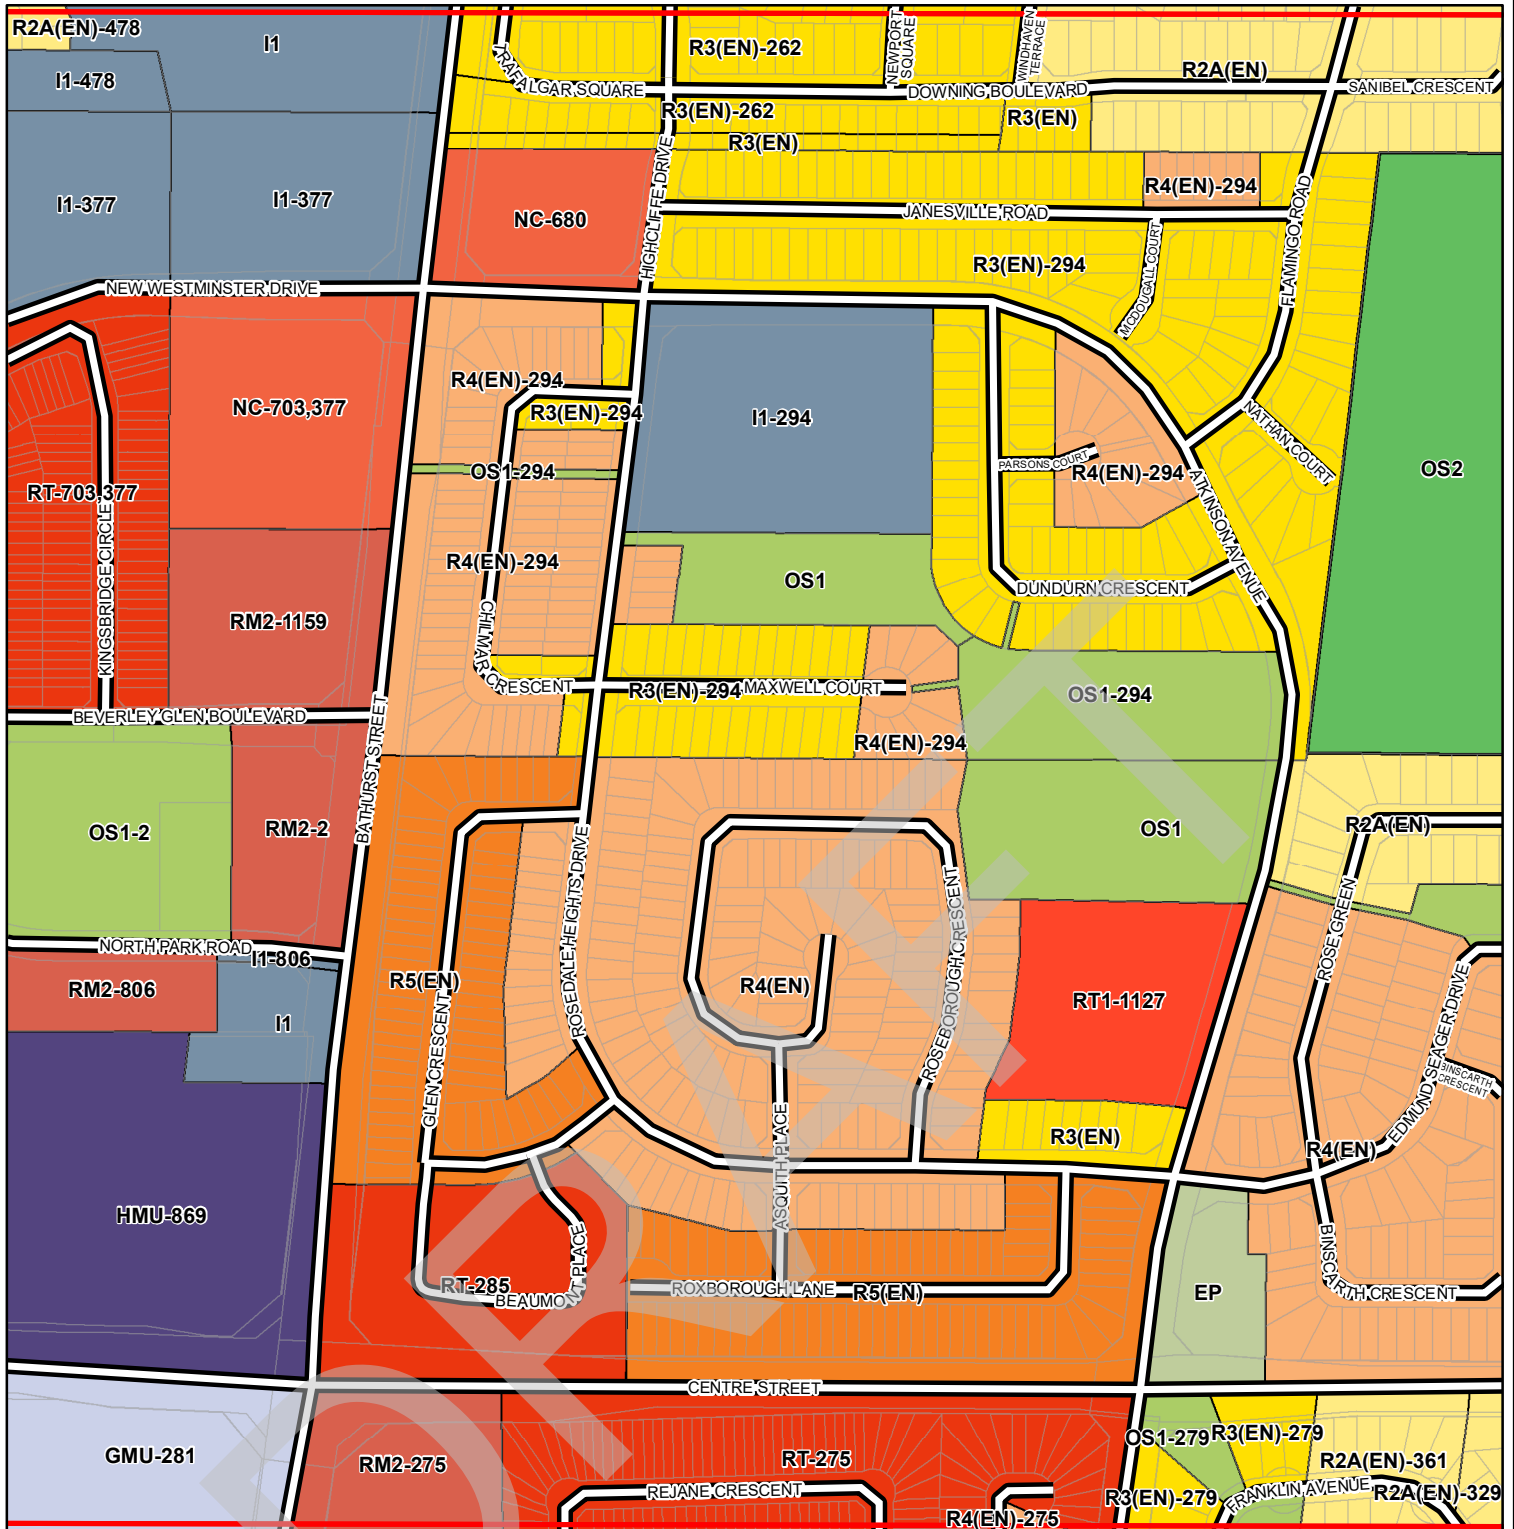 R2A(EN)-478
I1
I1-478
TRAFALGAR SQUARE
R3(EN)-262
NEWPORT
SQUARE
WINDHAVEN
TERRACE
R2A(EN)
DOWNING BOULEVARD
SANIBEL CRESCENT
R3(EN)-262
R3(EN)
R3(EN)
I1-377
I1-377
NC-680
HIGHCLIFFE DRIVE
R4(EN)-294
JANESVILLE ROAD
FLAMINGO ROAD
MCDOUGALL COURT
R3(EN)-294
NEW WESTMINSTER DRIVE
R4(EN)-294
R3(EN)-294
NC-703,377
I1-294
NATHAN COURT
OS2
PARSONS COURT
R4(EN)-294
OS1-294
RT-703,377
ATKINSON AVENUE
KINGSBRIDGE CIRCLE
R4(EN)-294
OS1
DUNDURN CRESCENT
RM2-1159
CHILMAR CRESCENT
R3(EN)-294
MAXWELL COURT
OS1-294
BEVERLEY GLEN BOULEVARD
BATHURST STREET
R4(EN)-294
OS1-2
RM2-2
OS1
R2A(EN)
ROSEDALE HEIGHTS DRIVE
ROSEBOROUGH CRESCENT
ROSE GREEN
NORTH PARK ROAD
I1-806
RM2-806
R5(EN)
R4(EN)
RT1-1127
I1
GLEN CRESCENT
EDMUND SEAGER DRIVE
BINSCARTH
CRESCENT
ASQUITH PLACE
R3(EN)
R4(EN)
HMU-869
RT-285
BEAUMONT PLACE
ROXBOROUGH LANE
R5(EN)
EP
BINSCARTH CRESCENT
CENTRE STREET
GMU-281
RM2-275
RT-275
OS1-279
R3(EN)-279
R2A(EN)-361
REJANE CRESCENT
R3(EN)-279
FRANKLIN AVENUE
R2A(EN)-329
R4(EN)-275
DRAFT